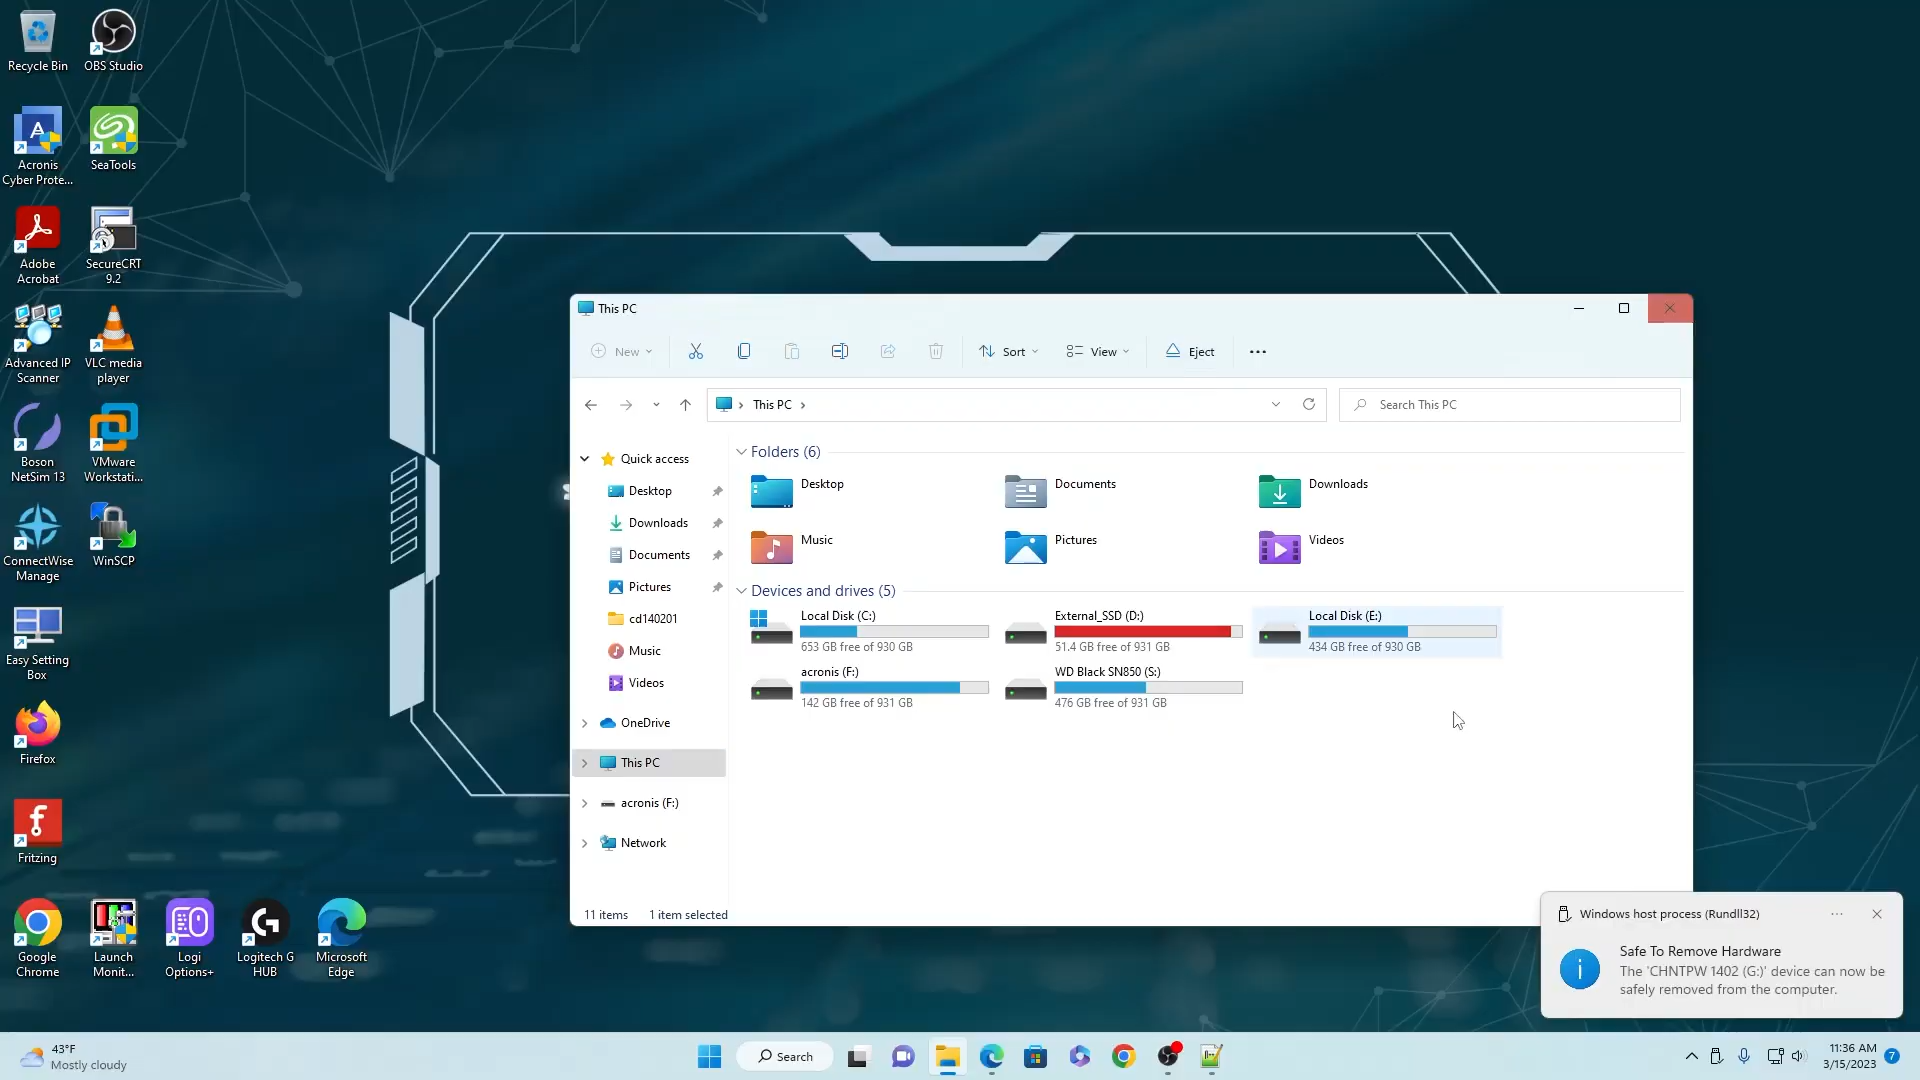 Recycle Bin
OBS Studio
Acronis
Cyber Prote...
SeaTools
Adobe
Acrobat
SecureCRT
9.2
Advanced IP
Scanner
VLC media
player
Boson
NetSim 13
VMware
Workstati...
ConnectWise
Manage
WinSCP
Easy Setting
Box
Firefox
Fritzing
Google
Chrome
Launch
Monit...
Logi
Options+
Logitech G
HUB
Microsoft
Edge
This PC
New
Sort
View
Eject
This PC
Search This PC
Quick access
Desktop
Downloads
Documents
Pictures
cd140201
Music
Videos
OneDrive
This PC
acronis (F:)
Network
Folders (6)
Desktop
Documents
Downloads
Music
Pictures
Videos
Devices and drives (5)
Local Disk (C:)
653 GB free of 930 GB
External_SSD (D:)
51.4 GB free of 931 GB
Local Disk (E:)
434 GB free of 930 GB
acronis (F:)
142 GB free of 931 GB
WD Black SN850 (S:)
476 GB free of 931 GB
11 items
1 item selected
Windows host process (Rundll32)
Safe To Remove Hardware
The 'CHNTPW 1402 (G:)' device can now be
safely removed from the computer.
43°F
Mostly cloudy
Search
11:36 AM
3/15/2023
7